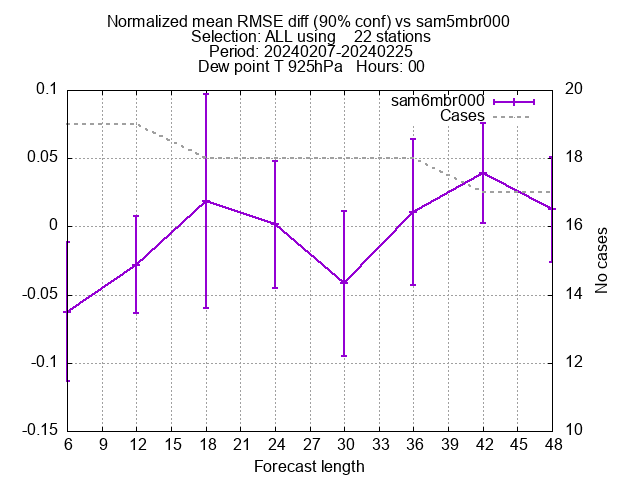 Normalized mean RMSE diff (90% conf) vs sam5mbr000
Selection: ALL using    22 stations
Period: 20240207-20240225
Dew point T 925hPa   Hours: 00
0.1
0.05
0
-0.05
-0.1
-0.15
20
18
16
14
12
10
sam6mbr000
Cases
No cases
6 9 12 15 18 21 24 27 30 33 36 39 42 45 48
Forecast length